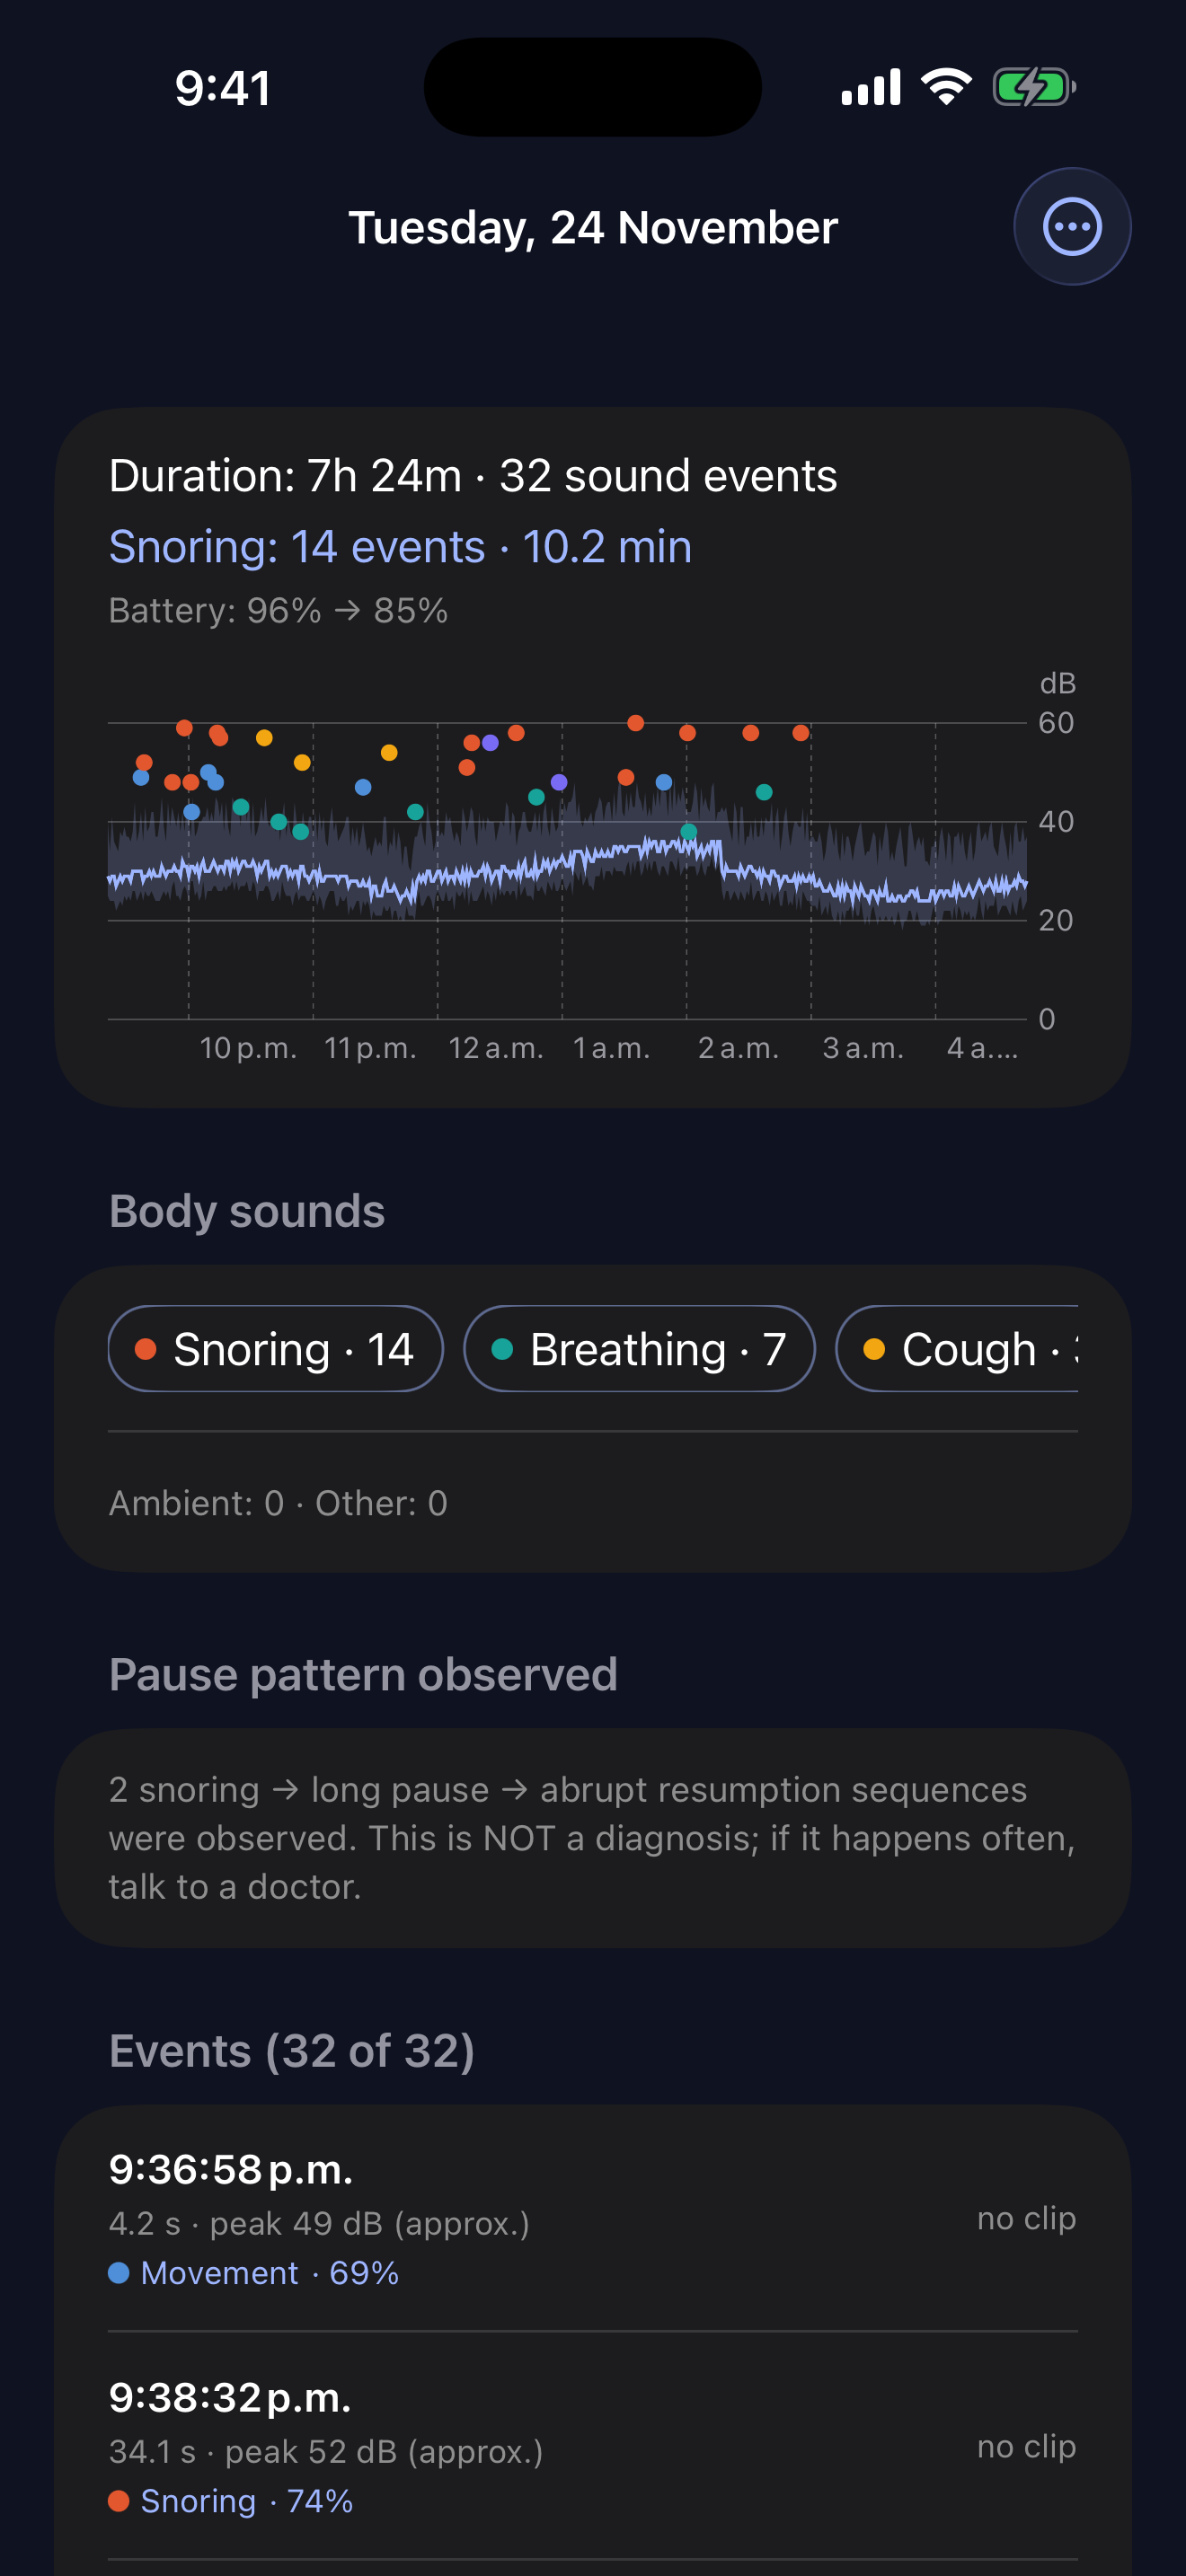 9:41
Tuesday, 24 November
Duration: 7h 24m · 32 sound events
Snoring: 14 events · 10.2 min
Battery: 96% → 85%
dB
60
40
20
0
10 p.m. 11 p.m. 12 a.m. 1 a.m. 2 a.m. 3 a.m. 4 a.…
Body sounds
Snoring · 14 Breathing · 7 Cough ·
Ambient: 0 · Other: 0
Pause pattern observed
2 snoring → long pause → abrupt resumption sequences
were observed. This is NOT a diagnosis; if it happens often,
talk to a doctor.
Events (32 of 32)
9:36:58 p.m.
4.2 s · peak 49 dB (approx.)
no clip
Movement · 69%
9:38:32 p.m.
34.1 s · peak 52 dB (approx.)
no clip
Snoring · 74%